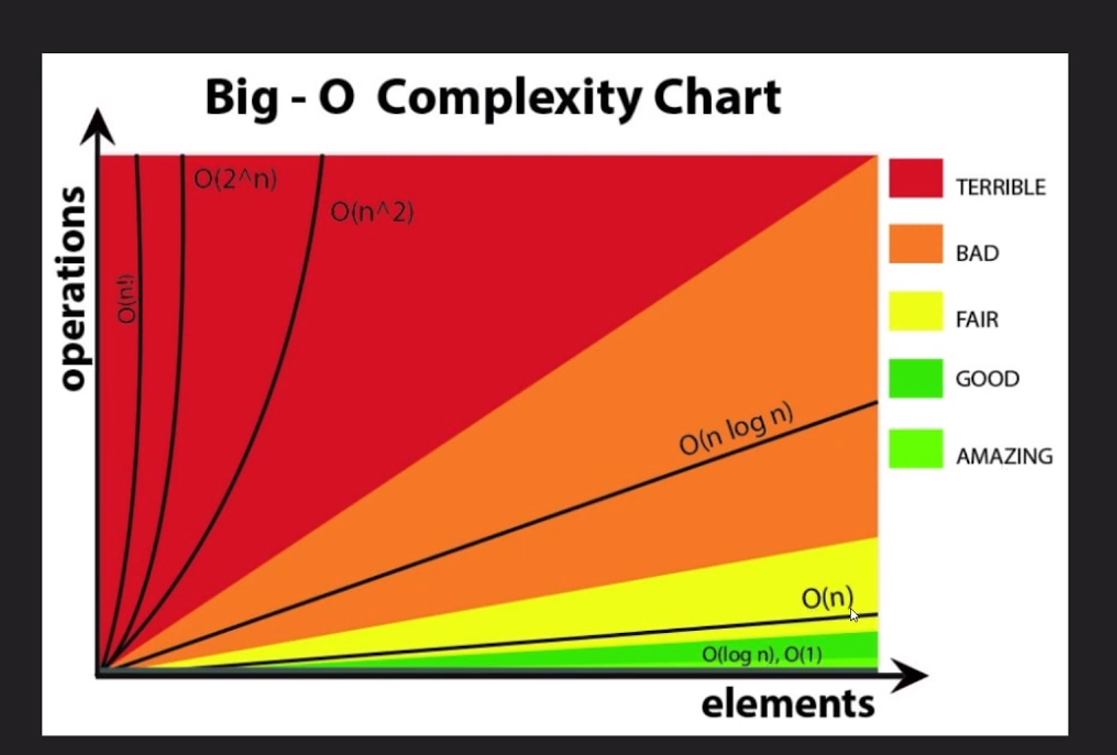 Big - O Complexity Chart
operations
O(n!)
O(2^n)
O(n^2)
O(n log n)
O(n)
O(log n), O(1)
elements
TERRIBLE
BAD
FAIR
GOOD
AMAZING